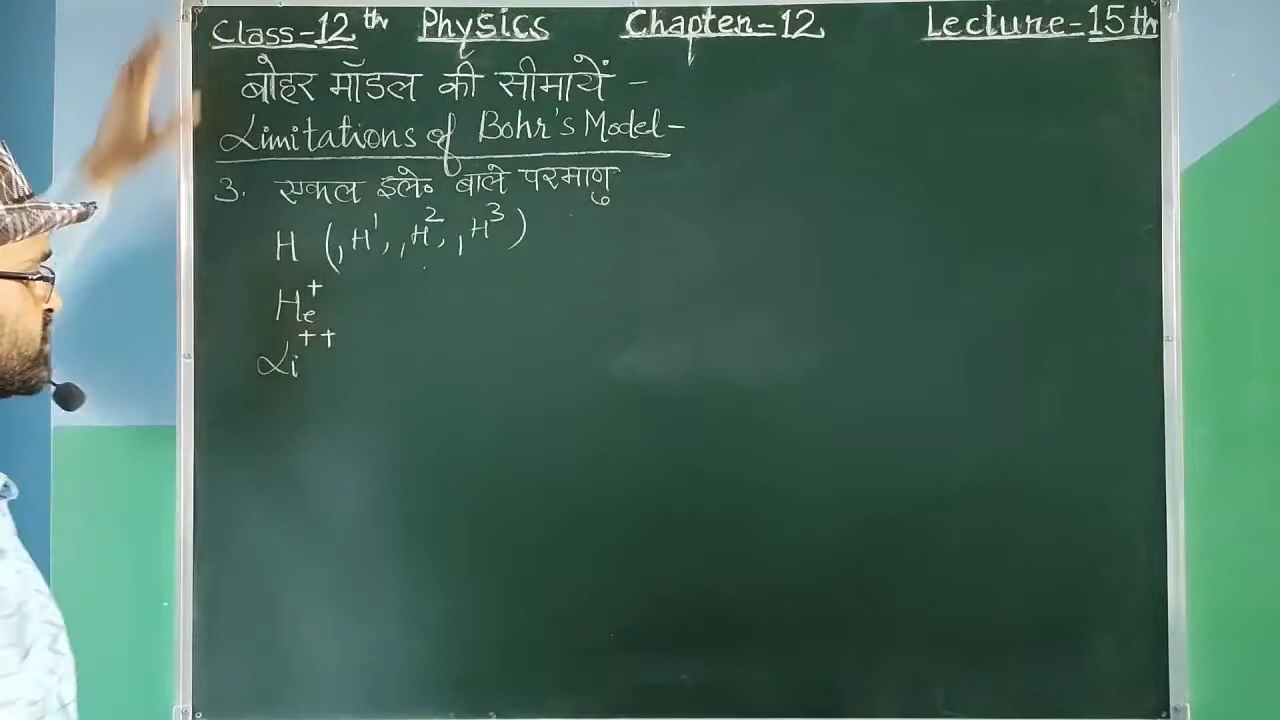 Class-12th Physics Chapter-12 Lecture-15th
बोहर मॉडल की सीमायें -
Limitations of Bohr's Model-
3. एकल इले० बाले परमाणु
H (₁H¹, ₁H², ₁H³)
He⁺
Li⁺⁺